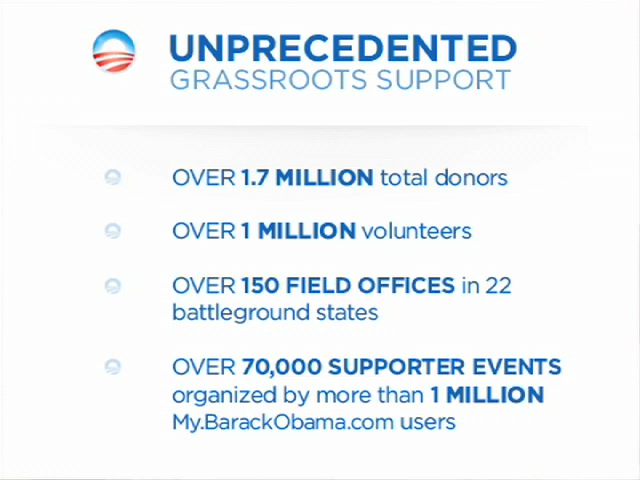 UNPRECEDENTED
GRASSROOTS SUPPORT
OVER 1.7 MILLION total donors
OVER 1 MILLION volunteers
OVER 150 FIELD OFFICES in 22
battleground states
OVER 70,000 SUPPORTER EVENTS
organized by more than 1 MILLION
My.BarackObama.com users